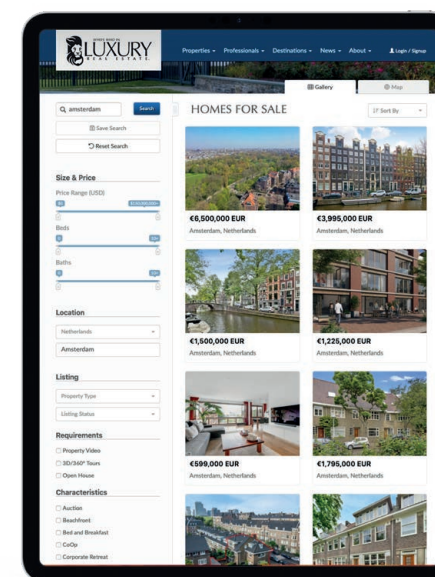 WHO'S WHO IN
LUXURY
REAL ESTATE
Properties
Professionals
Destinations
News
About
Login / Signup
Gallery
Map
amsterdam
Search
Save Search
Reset Search
HOMES FOR SALE
Sort By
€6,500,000 EUR
Amsterdam, Netherlands
€3,995,000 EUR
Amsterdam, Netherlands
€1,500,000 EUR
Amsterdam, Netherlands
€1,225,000 EUR
Amsterdam, Netherlands
€599,000 EUR
Amsterdam, Netherlands
€1,795,000 EUR
Amsterdam, Netherlands
Size & Price
Price Range (USD)
Beds
Baths
Location
Netherlands
Amsterdam
Listing
Property Type
Listing Status
Requirements
Property Video
3D/360° Tours
Open House
Characteristics
Auction
Beachfront
Bed and Breakfast
CoOp
Corporate Retreat